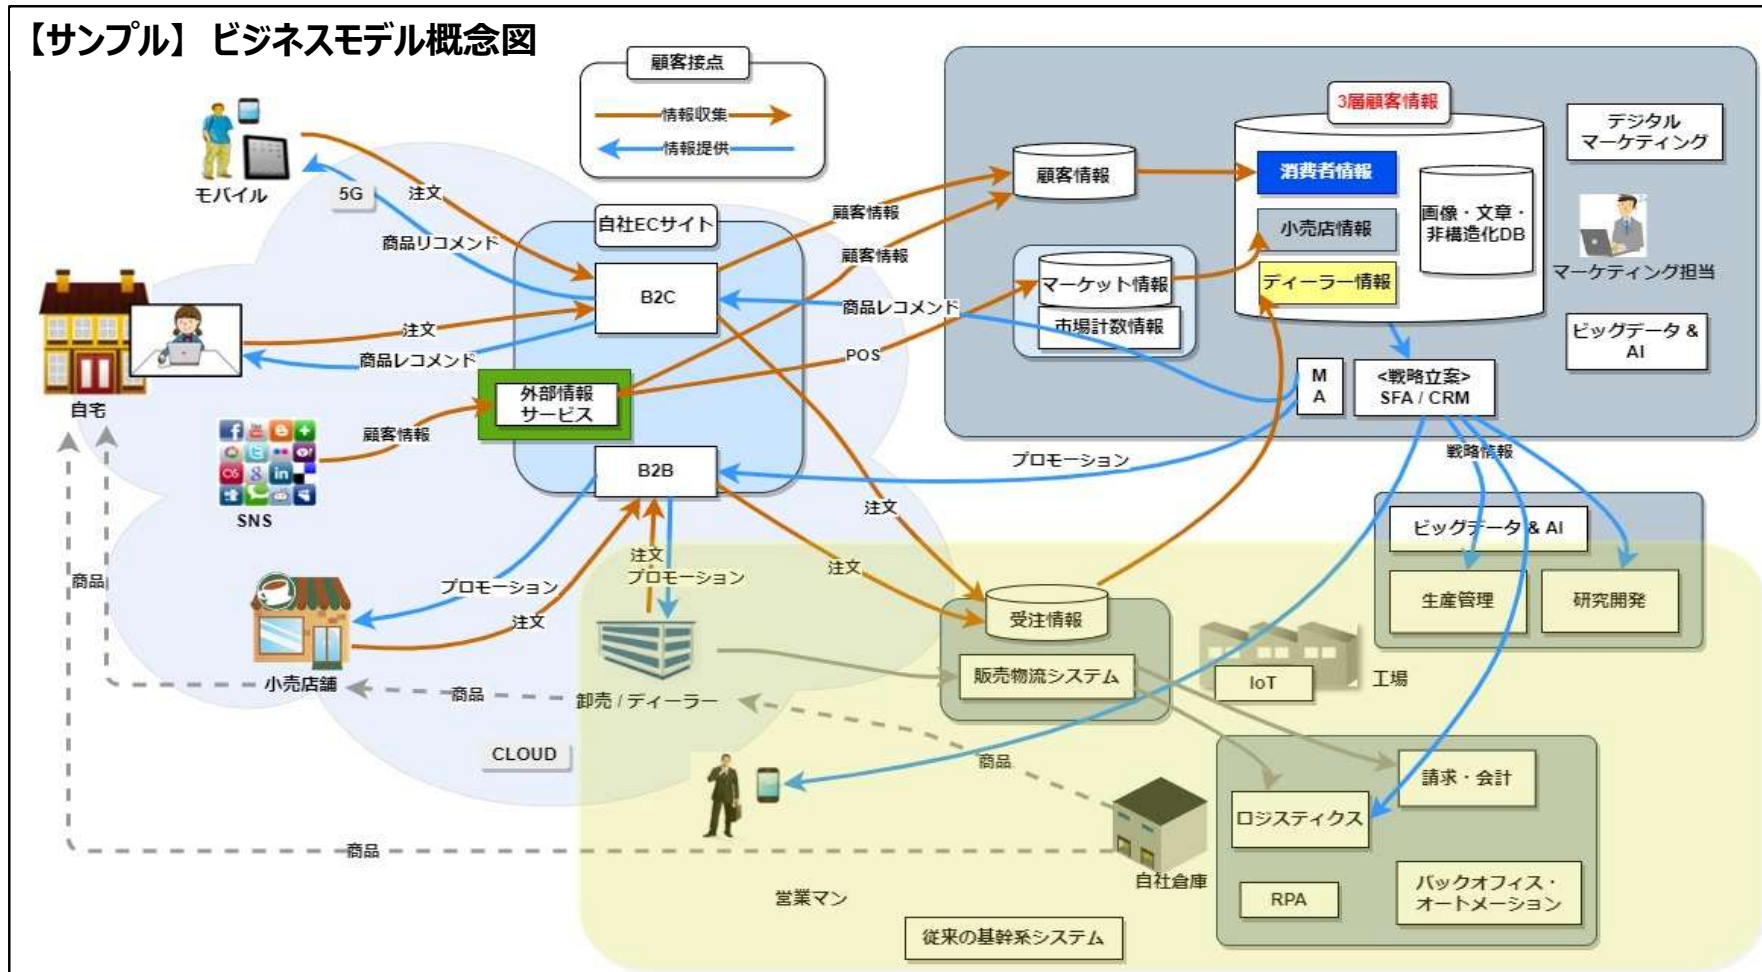 【サンプル】 ビジネスモデル概念図
顧客接点
情報収集
情報提供
モバイル
5G
注文
商品リコメンド
自社ECサイト
B2C
顧客情報
顧客情報
商品レコメンド
POS
注文
商品レコメンド
自宅
外部情報
サービス
顧客情報
SNS
B2B
プロモーション
注文
注文
プロモーション
注文
注文
プロモーション
商品
小売店舗
商品
卸売 / ディーラー
CLOUD
商品
商品
営業マン
自社倉庫
従来の基幹系システム
顧客情報
マーケット情報
市場計数情報
3層顧客情報
消費者情報
小売店情報
ディーラー情報
画像・文章・
非構造化DB
デジタル
マーケティング
マーケティング担当
ビッグデータ &
AI
M
A
<戦略立案>
SFA / CRM
戦略情報
ビッグデータ & AI
生産管理
研究開発
受注情報
販売物流システム
IoT
工場
請求・会計
ロジスティクス
RPA
バックオフィス・
オートメーション